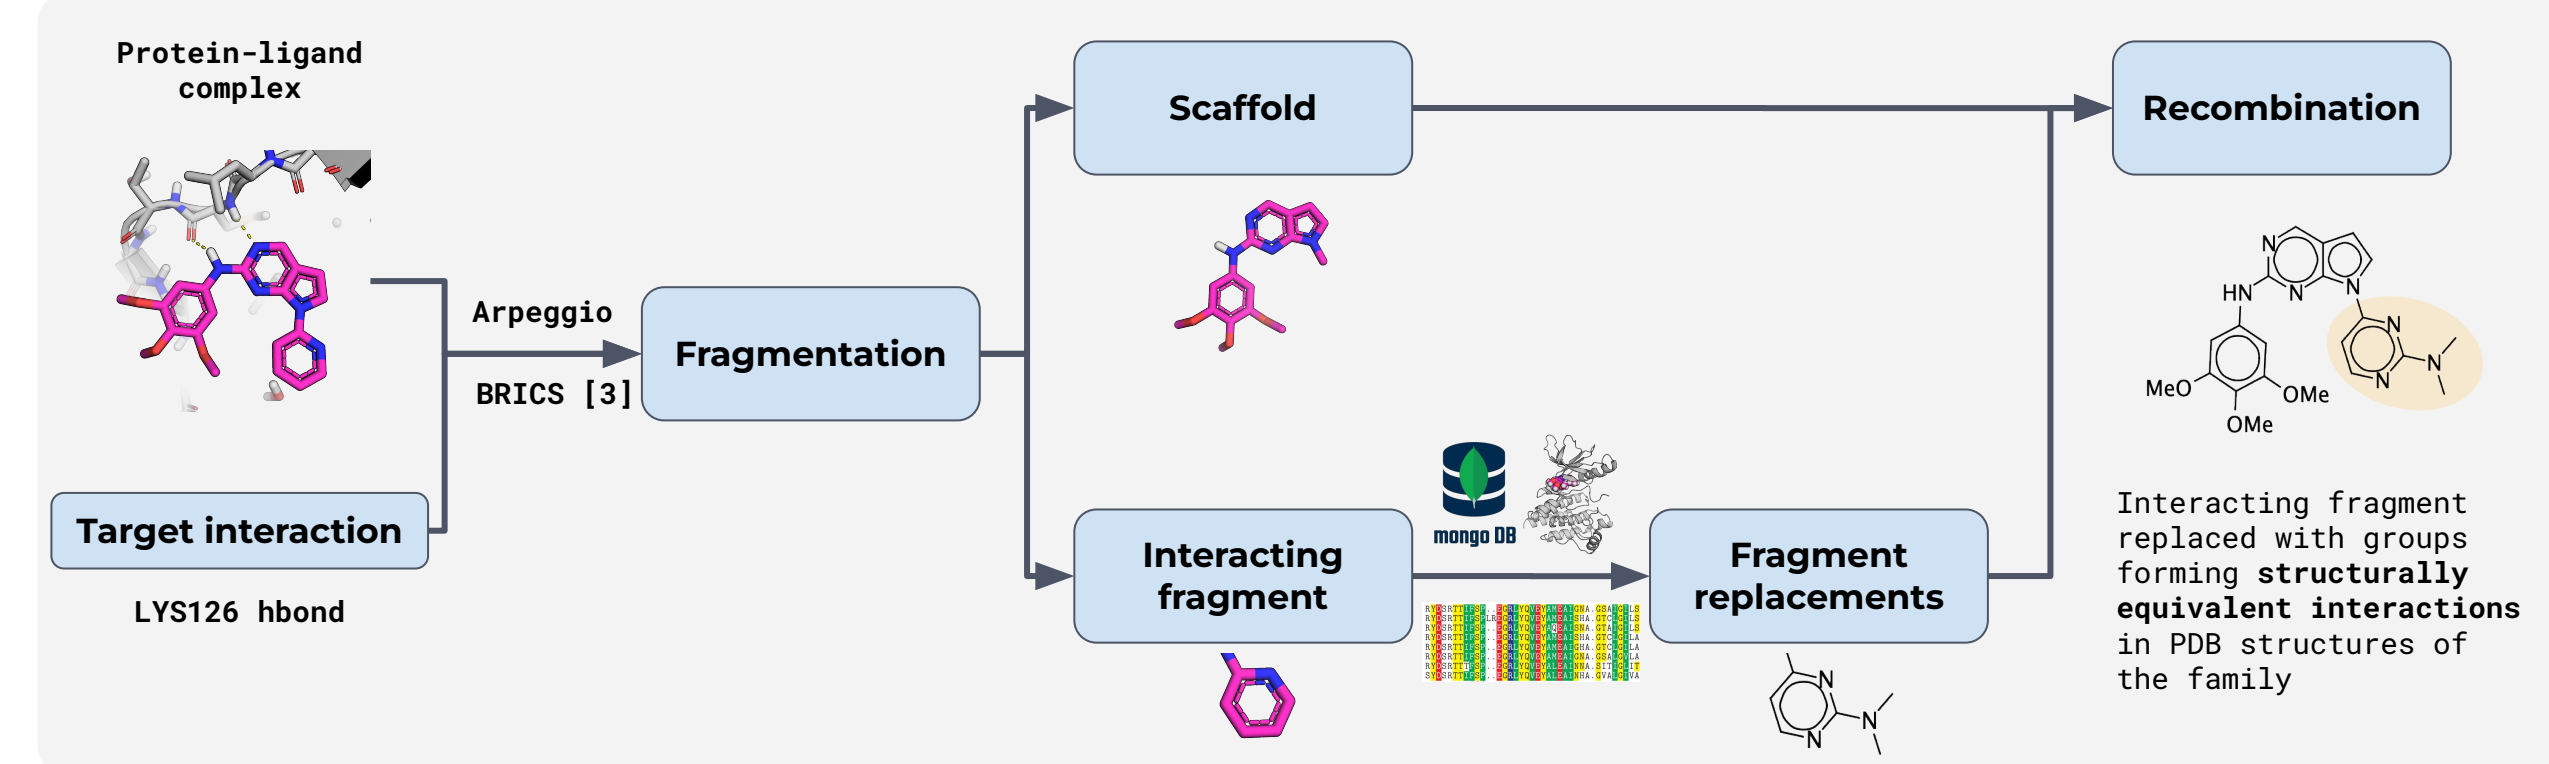 Protein-ligand
complex
Target interaction
LYS126 hbond
Arpeggio
BRICS [3]
Fragmentation
Scaffold
Interacting
fragment
mongo DB
Fragment
replacements
Recombination
N
N
N
HN
N
N
N
MeO
OMe
OMe
Interacting fragment
replaced with groups
forming structurally
equivalent interactions
in PDB structures of
the family
N
N
N